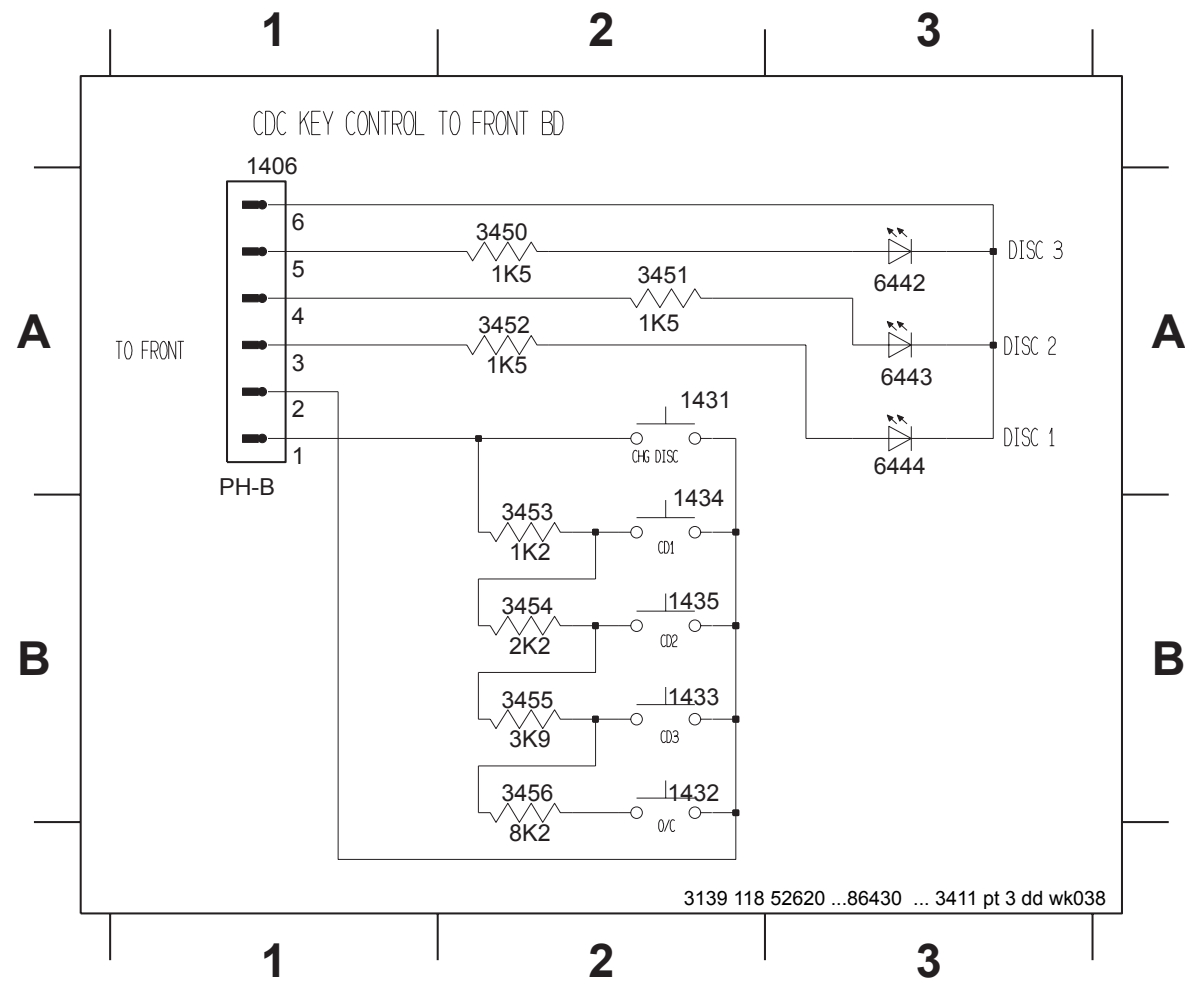 1 2 3
CDC KEY CONTROL TO FRONT BD
1406
6
3450
DISC 3
5
1K5
3451
6442
4
A
3452
1K5
A
TO FRONT
DISC 2
3
1K5
6443
2
1431
DISC 1
1
CHG DISC
6444
PH-B
1434
3453
1K2
CD1
3454
1435
B
2K2
CD2
B
3455
1433
3K9
CD3
3456
1432
8K2
O/C
3139 118 52620 ...86430 ... 3411 pt 3 dd wk038
1 2 3